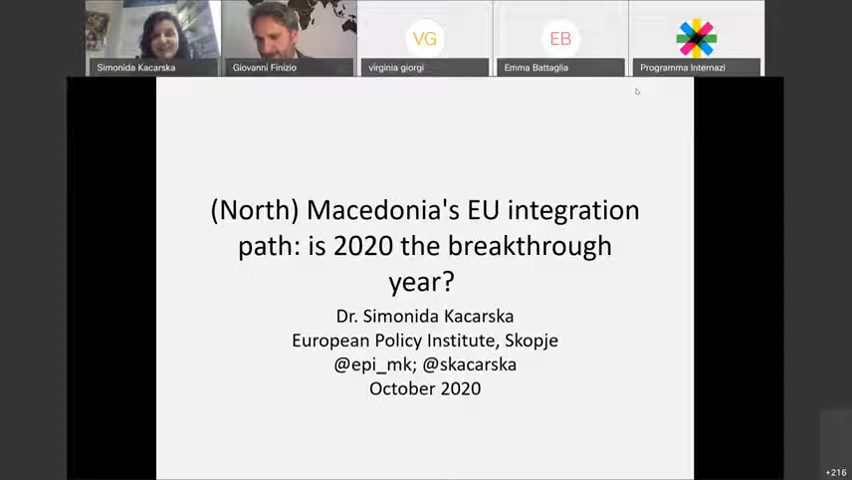 VG
EB
Simonida Kacarska
Giovanni Finizio
virginia giorgi
Emma Battaglia
Programma Internazi
(North) Macedonia's EU integration
path: is 2020 the breakthrough
year?
Dr. Simonida Kacarska
European Policy Institute, Skopje
@epi_mk; @skacarska
October 2020
+216